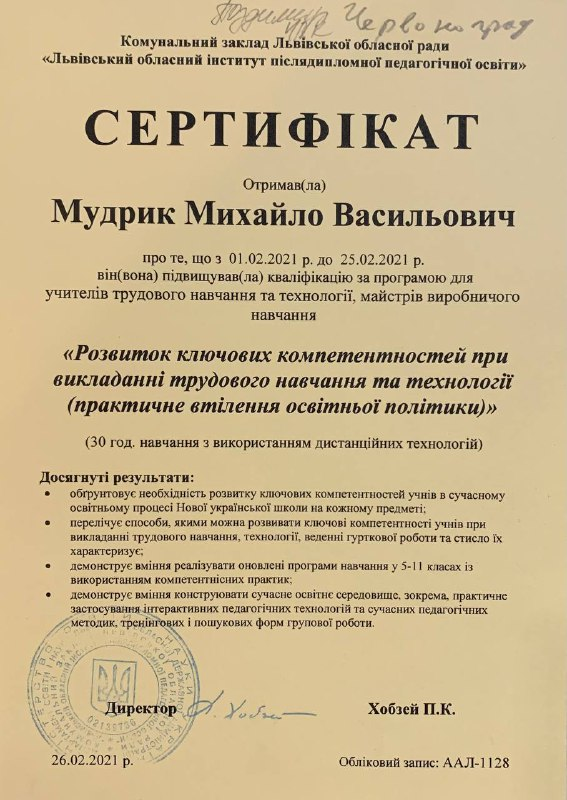 Червоноград
Комунальний заклад Львівської обласної ради
«Львівський обласний інститут післядипломної педагогічної освіти»
СЕРТИФІКАТ
Отримав(ла)
Мудрик Михайло Васильович
про те, що з 01.02.2021 р. до 25.02.2021 р.
він(вона) підвищував(ла) кваліфікацію за програмою для
учителів трудового навчання та технології, майстрів виробничого
навчання
«Розвиток ключових компетентностей при
викладанні трудового навчання та технології
(практичне втілення освітньої політики)»
(30 год. навчання з використанням дистанційних технологій)
Досягнуті результати:
• обґрунтовує необхідність розвитку ключових компетентностей учнів в сучасному
освітньому процесі Нової української школи на кожному предметі;
• перелічує способи, якими можна розвивати ключові компетентності учнів при
викладанні трудового навчання, технології, веденні гурткової роботи та стисло їх
характеризує;
• демонструє вміння реалізувати оновлені програми навчання у 5-11 класах із
використанням компетентнісних практик;
• демонструє вміння конструювати сучасне освітнє середовище, зокрема, практичне
застосування інтерактивних педагогічних технологій та сучасних педагогічних
методик, тренінгових і пошукових форм групової роботи.
Директор Хобзей П.К.
02139736
26.02.2021 р. Обліковий запис: ААЛ-1128